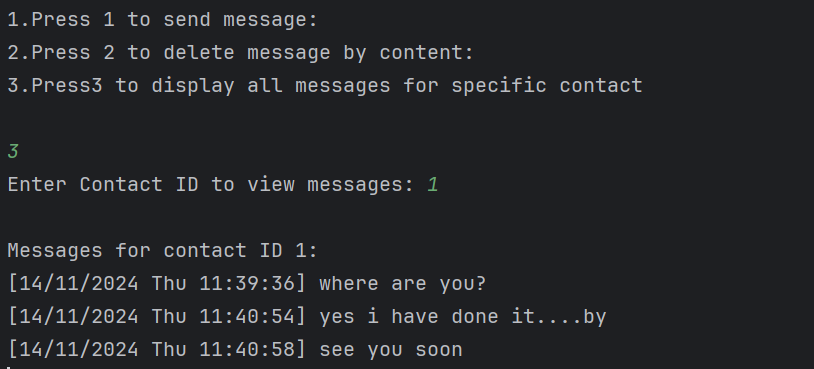 1.Press 1 to send message:
2.Press 2 to delete message by content:
3.Press3 to display all messages for specific contact
3
Enter Contact ID to view messages: 1
Messages for contact ID 1:
[14/11/2024 Thu 11:39:36] where are you?
[14/11/2024 Thu 11:40:54] yes i have done it....by
[14/11/2024 Thu 11:40:58] see you soon